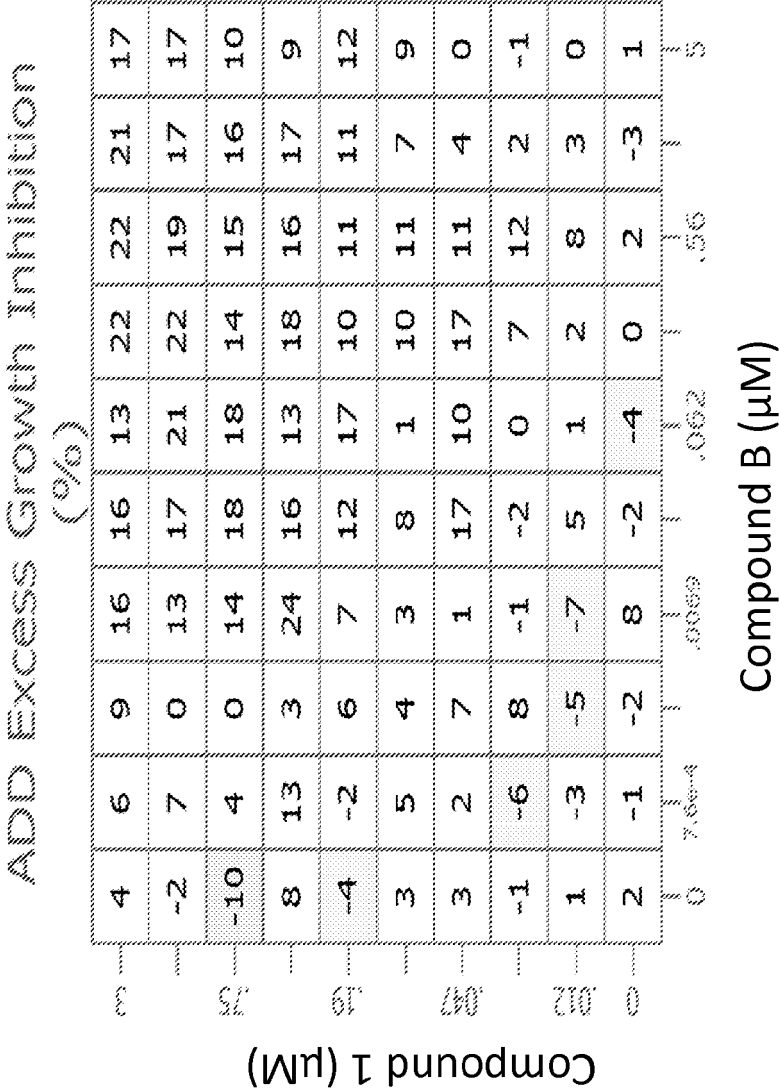 ADD Excess Growth Inhibition
(%)
Compound 1 (µM)
3 4 6 9 16 16 13 22 22 21 17
-2 7 0 13 17 21 22 19 17 17
.75 -10 4 0 14 18 18 14 15 16 10
8 13 3 24 16 13 18 16 17 9
.19 -4 -2 6 7 12 17 10 11 11 12
3 5 4 3 8 1 10 11 7 9
.047 3 2 7 1 17 10 17 11 4 0
-1 -6 8 -1 -2 0 7 12 2 -1
.012 1 -3 -5 -7 5 1 2 8 3 0
0 2 -1 -2 8 -2 -4 0 2 -3 1
0 7.6e-4 .0069 .062 .56 5
Compound B (µM)